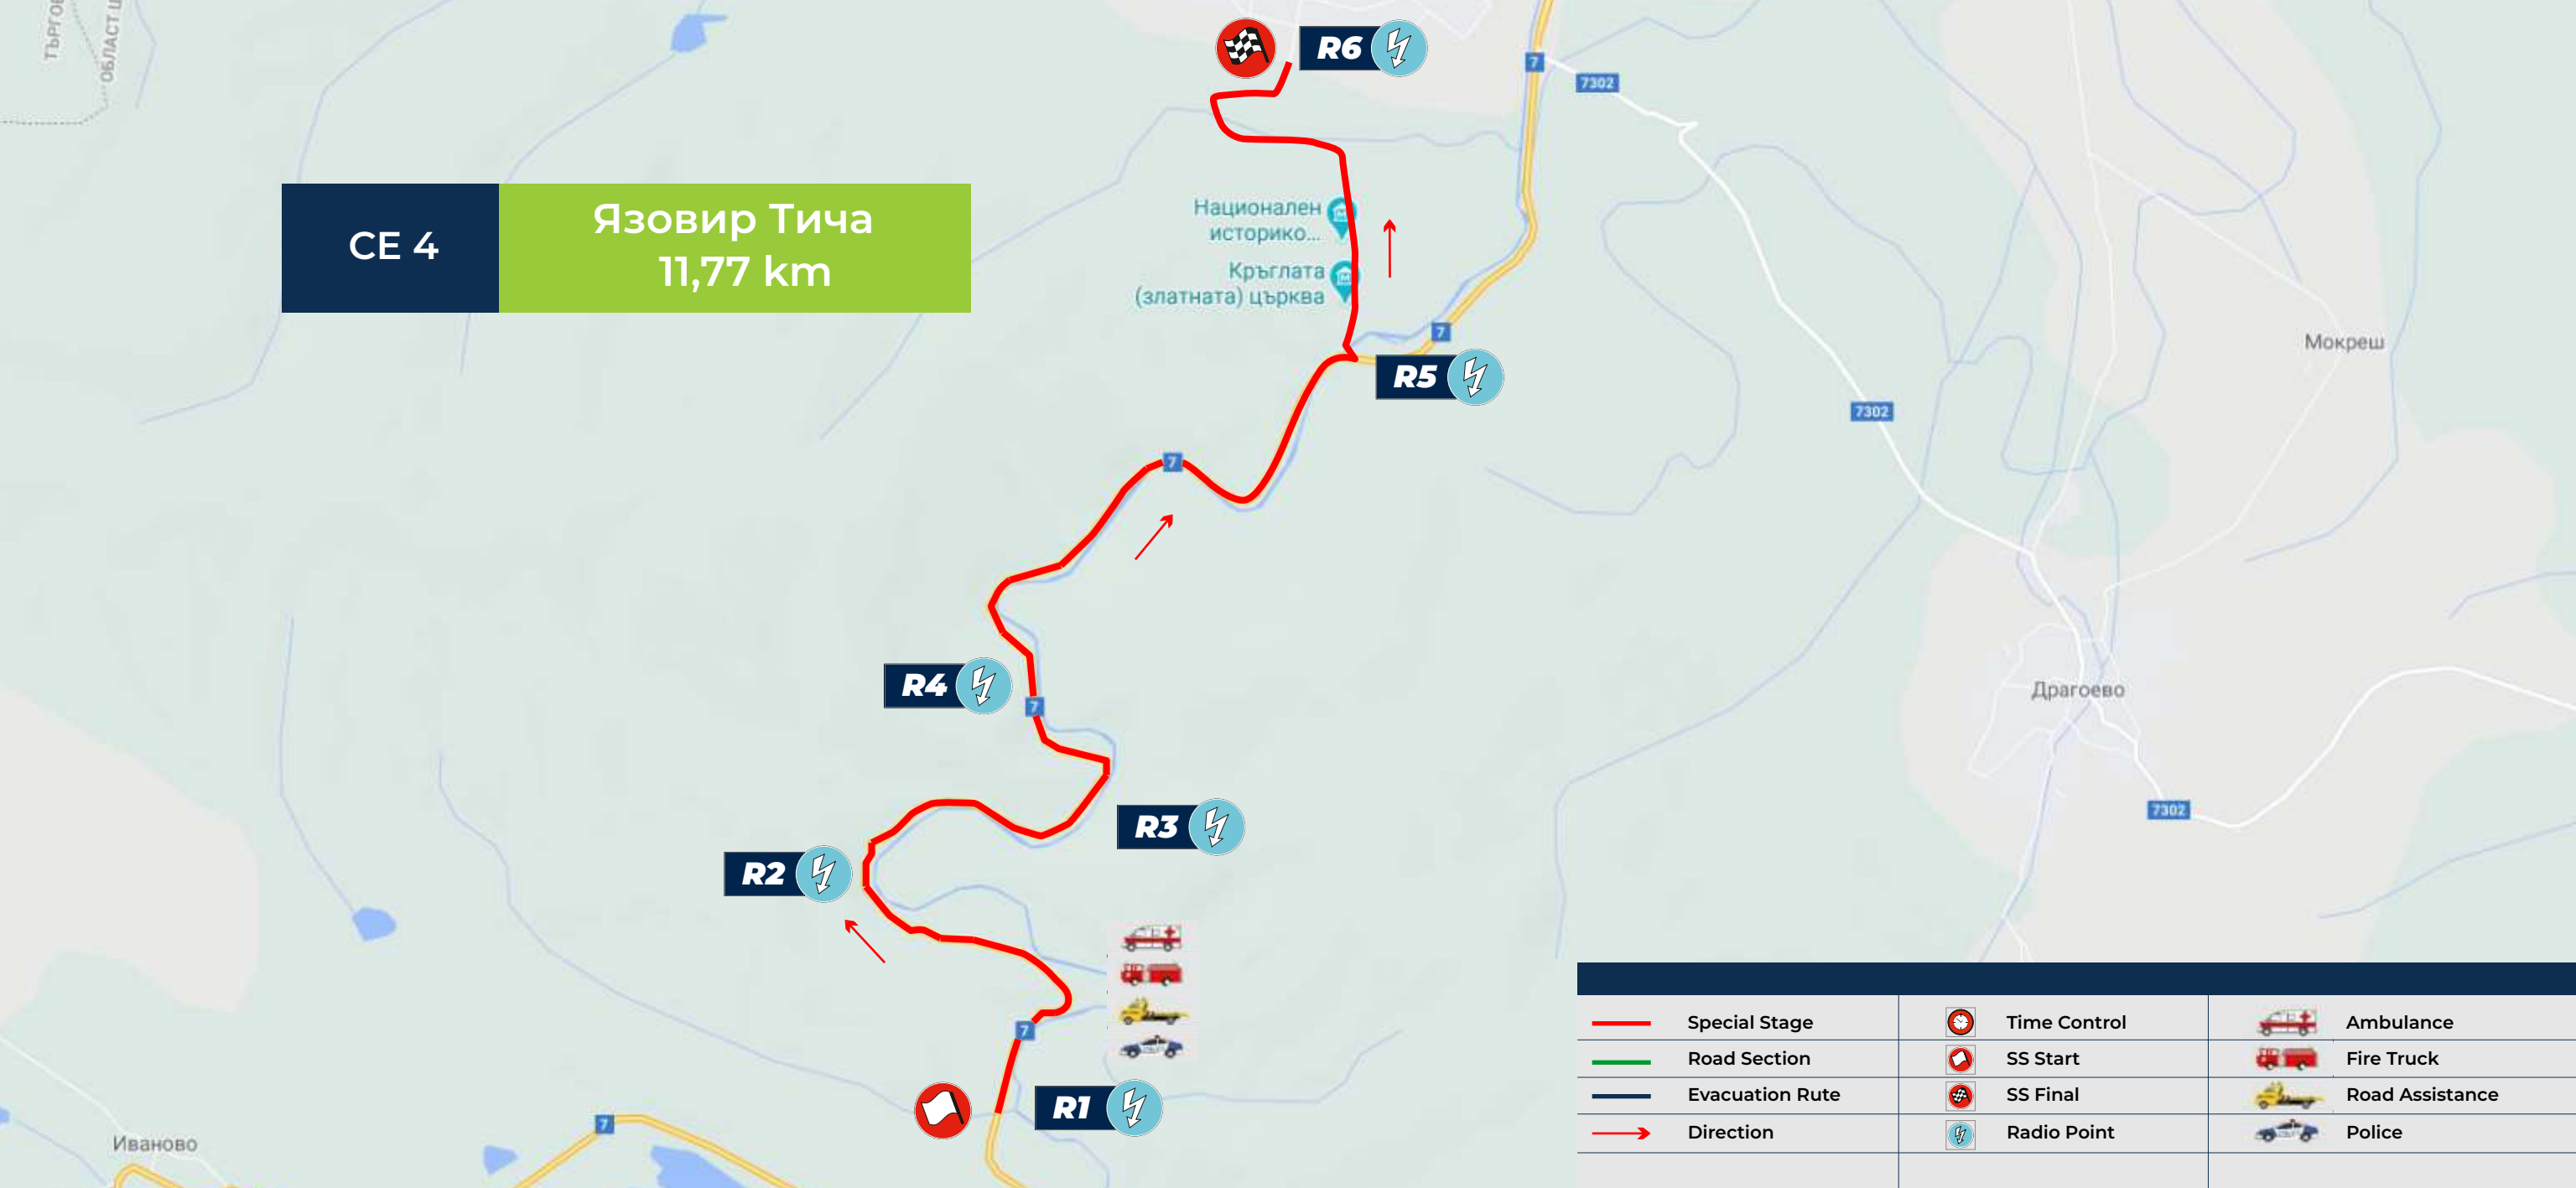 ОБЛАСТ
R6
7
7302
СЕ 4
Язовир Тича
11,77 km
Национален
историко...
Кръглата
(златната) църква
7
R5
Мокреш
7302
7
R4
7
Драгоево
R3
7302
R2
7
R1
7
Иваново
Special Stage
Time Control
Ambulance
Road Section
SS Start
Fire Truck
Evacuation Rute
SS Final
Road Assistance
Direction
Radio Point
Police